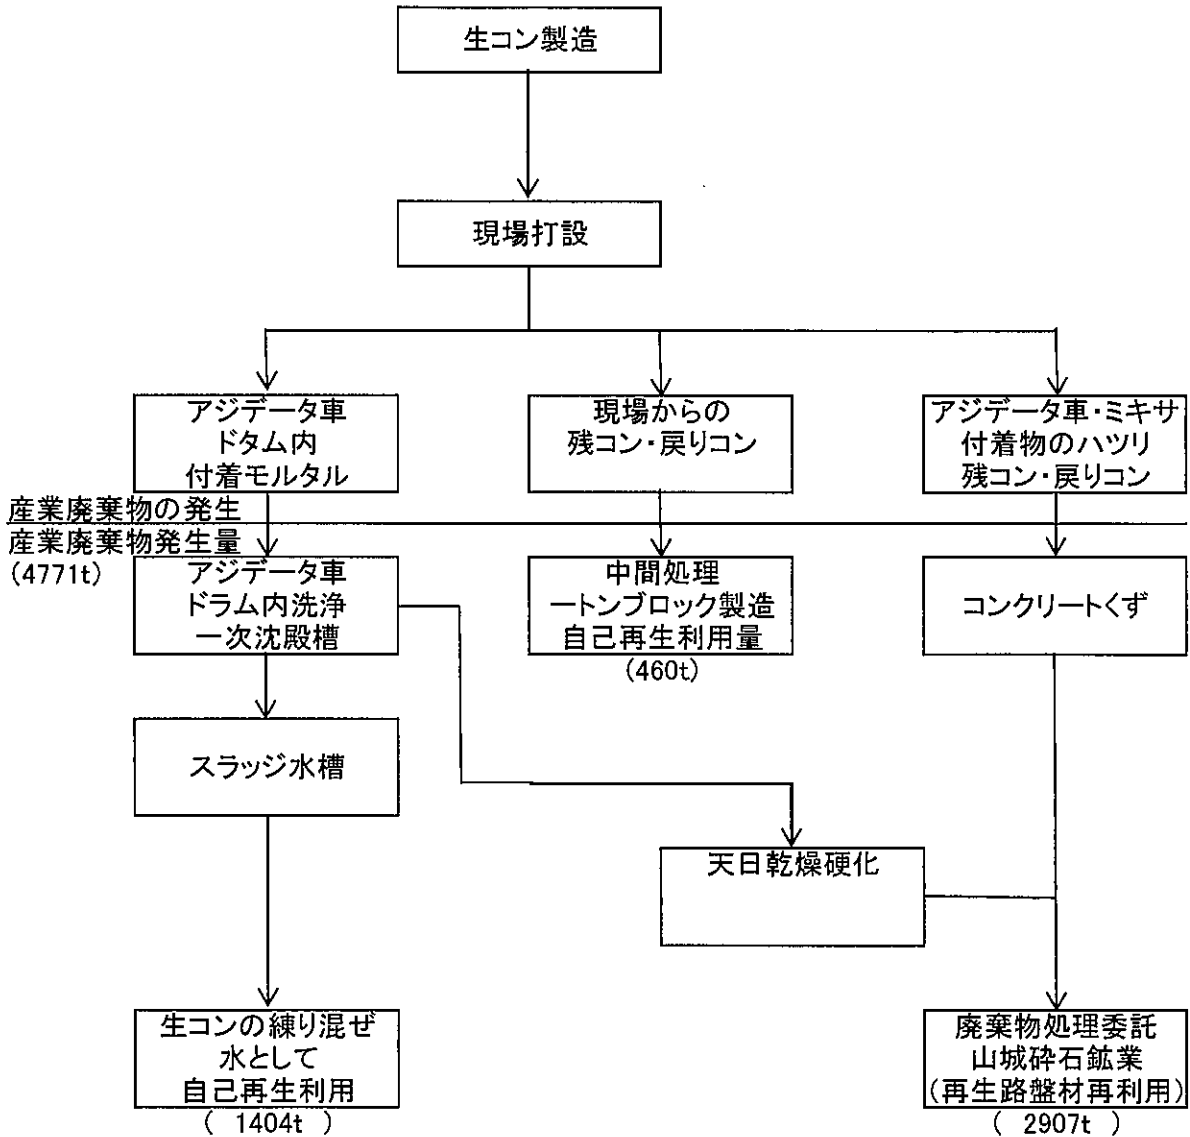 生コン製造
現場打設
アジデータ車
ドタム内
付着モルタル
現場からの
残コン・戻りコン
アジデータ車・ミキサ
付着物のハツリ
残コン・戻りコン
産業廃棄物の発生
産業廃棄物発生量
(4771t)
アジデータ車
ドラム内洗浄
一次沈殿槽
中間処理
ートンブロック製造
自己再生利用量
(460t)
コンクリートくず
スラッジ水槽
天日乾燥硬化
生コンの練り混ぜ
水として
自己再生利用
( 1404t )
廃棄物処理委託
山城砕石鉱業
(再生路盤材再利用)
( 2907t )